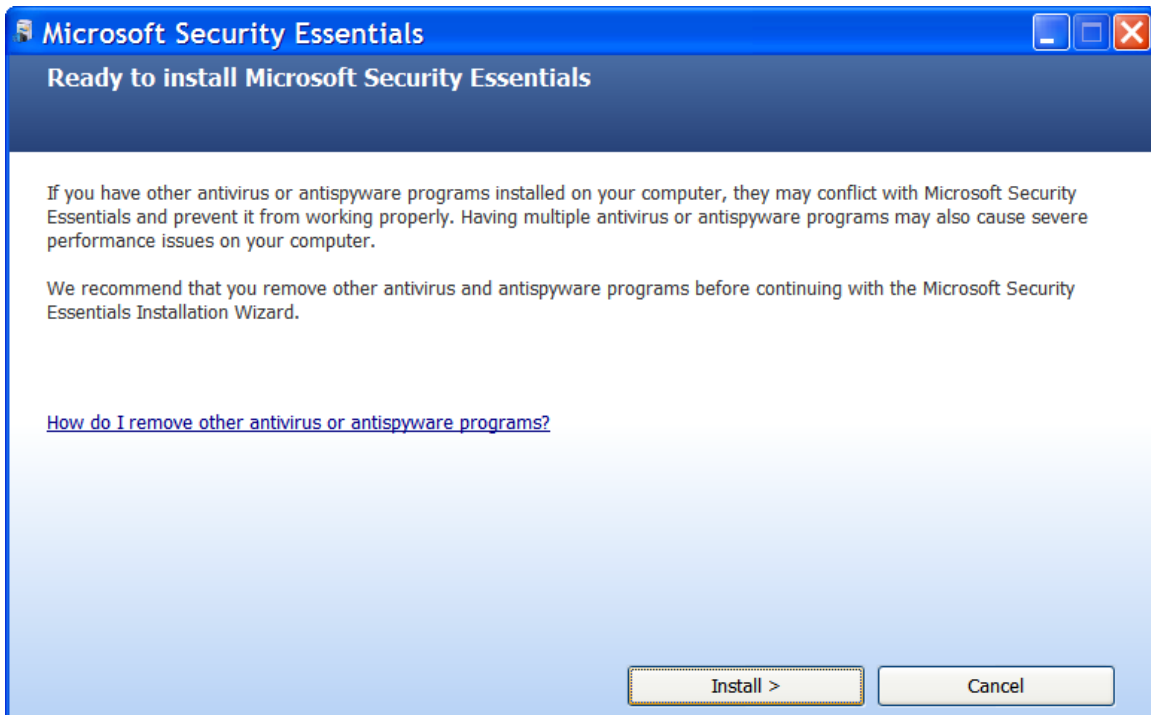 Microsoft Security Essentials
Ready to install Microsoft Security Essentials
If you have other antivirus or antispyware programs installed on your computer, they may conflict with Microsoft Security
Essentials and prevent it from working properly. Having multiple antivirus or antispyware programs may also cause severe
performance issues on your computer.
We recommend that you remove other antivirus and antispyware programs before continuing with the Microsoft Security
Essentials Installation Wizard.
How do I remove other antivirus or antispyware programs?
Install >
Cancel